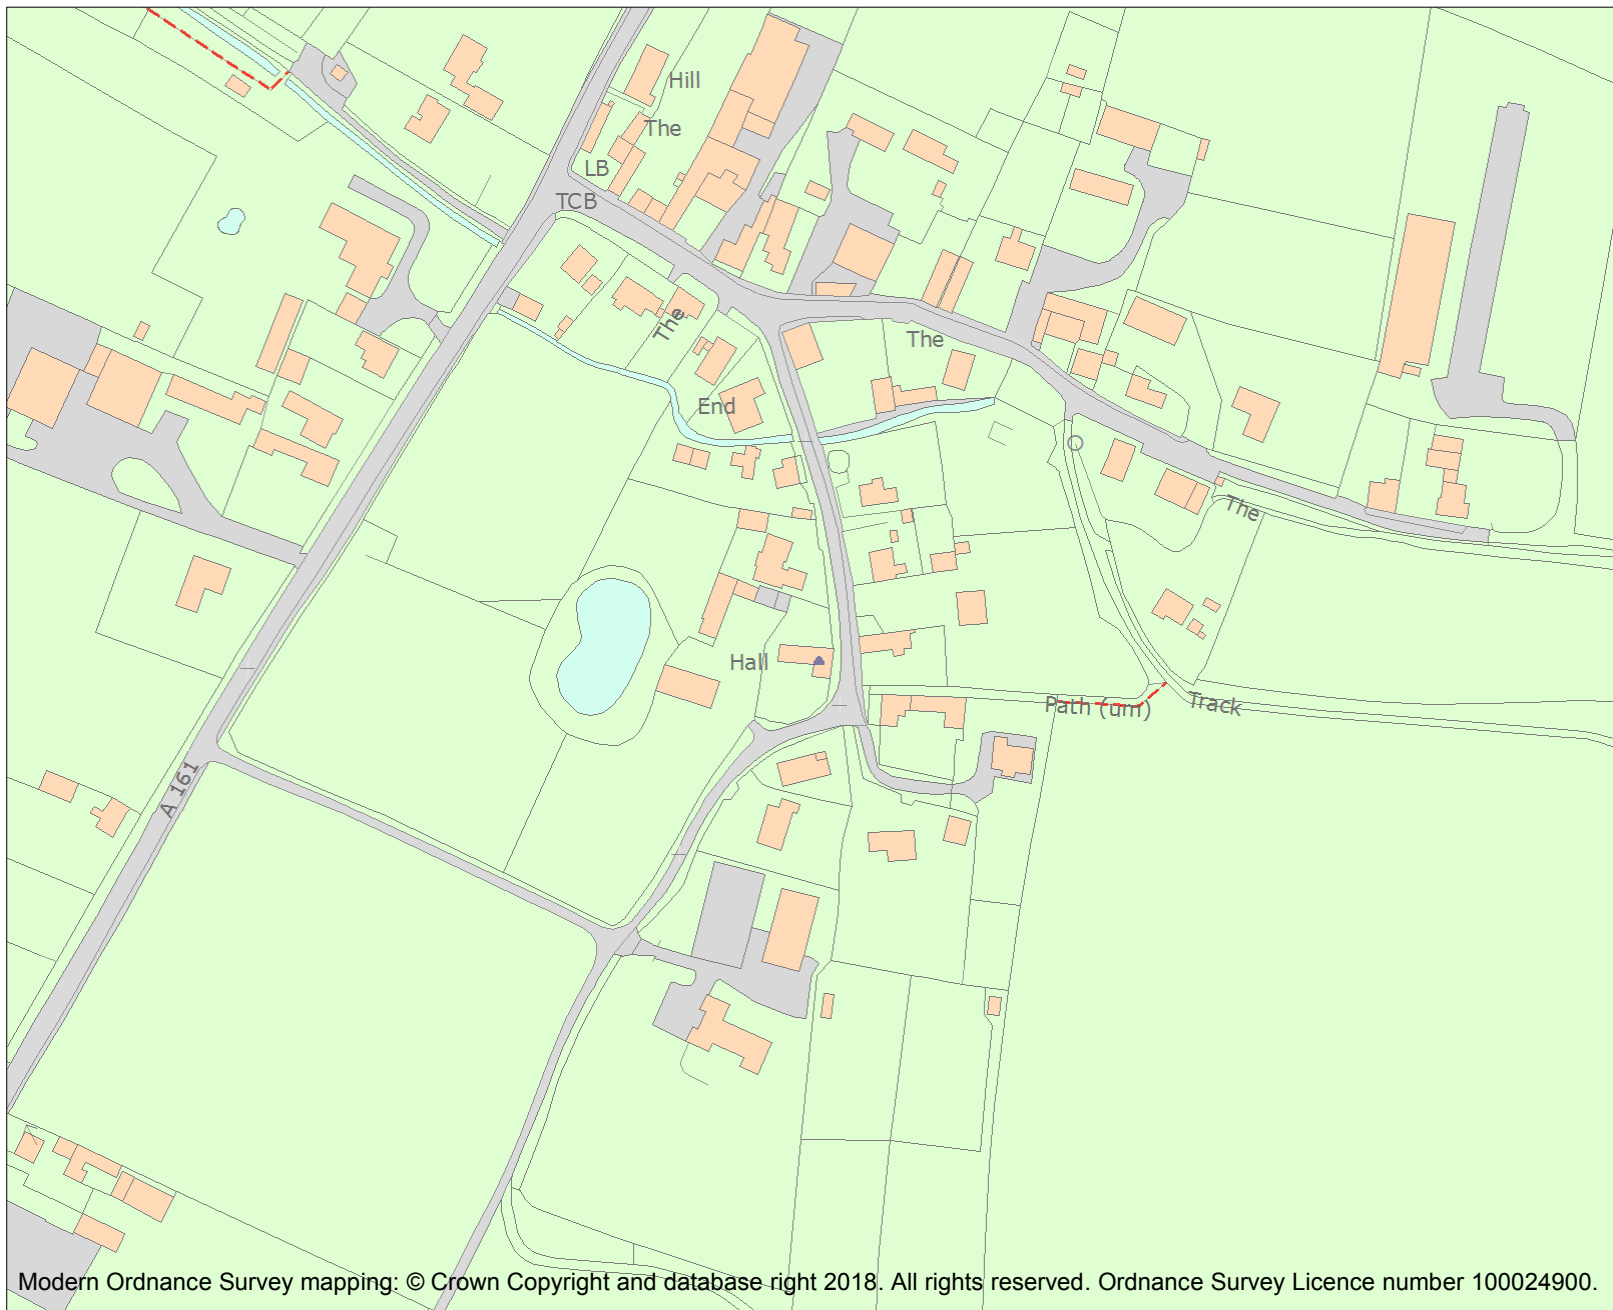 Hill
The
LB
TCB
The
The
End
The
Hall
Path (um)
Track
A 161
Modern Ordnance Survey mapping: © Crown Copyright and database right 2018. All rights reserved. Ordnance Survey Licence number 100024900.